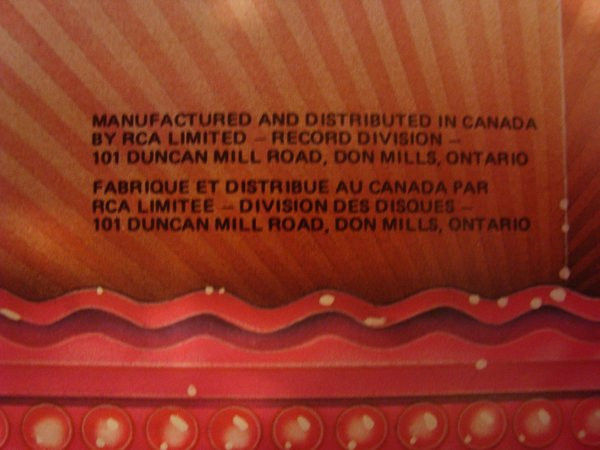 MANUFACTURED AND DISTRIBUTED IN CANADA
BY RCA LIMITED – RECORD DIVISION –
101 DUNCAN MILL ROAD, DON MILLS, ONTARIO
FABRIQUE ET DISTRIBUE AU CANADA PAR
RCA LIMITEE – DIVISION DES DISQUES –
101 DUNCAN MILL ROAD, DON MILLS, ONTARIO